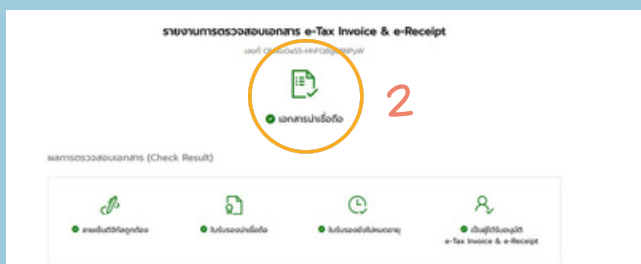 รายงานการตรวจสอบเอกสาร e-Tax Invoice & e-Receipt
เลขที่
เอกสารน่าเชื่อถือ
2
ผลการตรวจสอบเอกสาร (Check Result)
ลายเซ็นดิจิทัลถูกต้อง
ใบรับรองน่าเชื่อถือ
ใบรับรองยังไม่หมดอายุ
เป็นผู้ได้รับอนุมัติ
e-Tax Invoice & e-Receipt